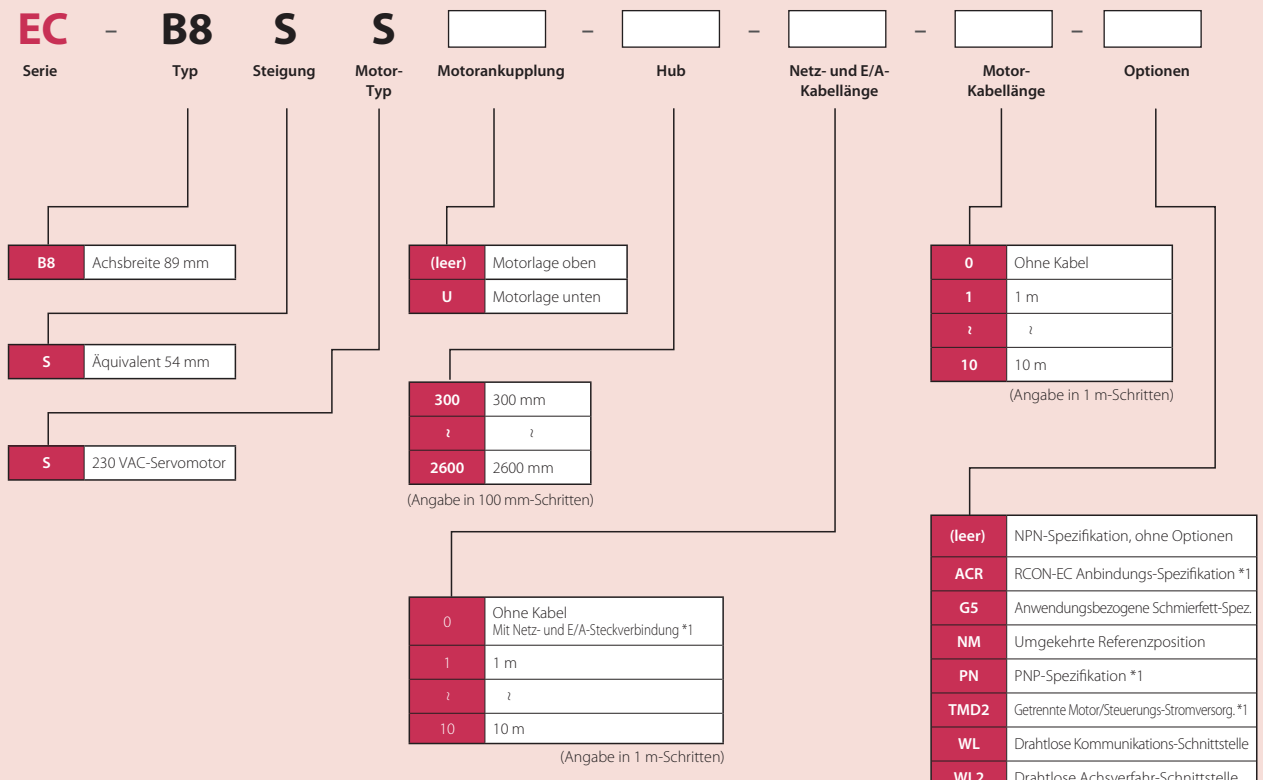 EC – B8 S S – – – –
Serie Typ Steigung Motor-Typ Motorankupplung Hub Netz- und E/A-Kabellänge Motor-Kabellänge Optionen
B8 Achsbreite 89 mm
S Äquivalent 54 mm
S 230 VAC-Servomotor
(leer) Motorlage oben
U Motorlage unten
300 300 mm
≀ ≀
2600 2600 mm
(Angabe in 100 mm-Schritten)
0 Ohne Kabel
Mit Netz- und E/A-Steckverbindung *1
1 1 m
≀ ≀
10 10 m
(Angabe in 1 m-Schritten)
0 Ohne Kabel
1 1 m
≀ ≀
10 10 m
(Angabe in 1 m-Schritten)
(leer) NPN-Spezifikation, ohne Optionen
ACR RCON-EC Anbindungs-Spezifikation *1
G5 Anwendungsbezogene Schmierfett-Spez.
NM Umgekehrte Referenzposition
PN PNP-Spezifikation *1
TMD2 Getrennte Motor/Steuerungs-Stromversorg. *1
WL Drahtlose Kommunikations-Schnittstelle
WL2 Drahtlose Achsverfahr-Schnittstelle